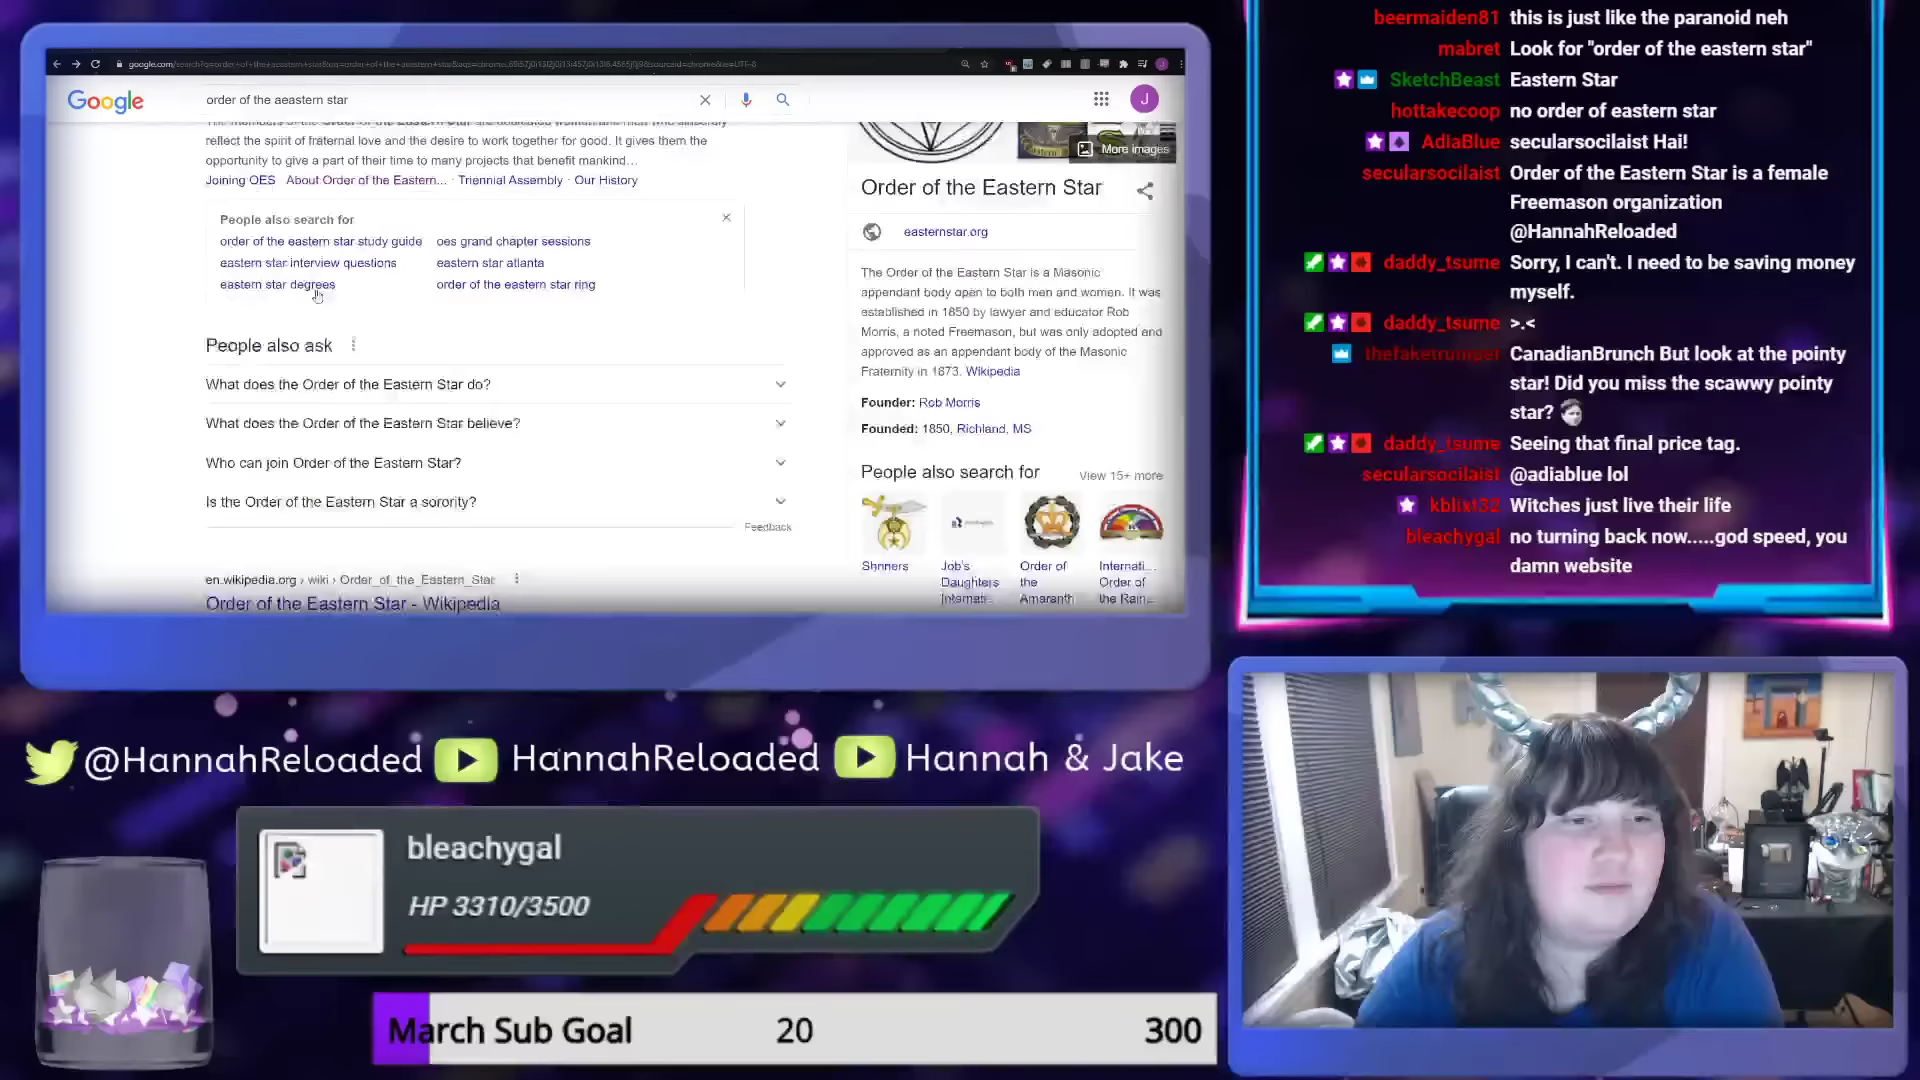 Google
order of the aeastern star
J
reflect the spirit of fraternal love and the desire to work together for good. It gives them the
opportunity to give a part of their time to many projects that benefit mankind...
Joining OES · About Order of the Eastern... · Triennial Assembly · Our History
People also search for
order of the eastern star study guide
oes grand chapter sessions
eastern star interview questions
eastern star atlanta
eastern star degrees
order of the eastern star ring
People also ask
What does the Order of the Eastern Star do?
What does the Order of the Eastern Star believe?
Who can join Order of the Eastern Star?
Is the Order of the Eastern Star a sorority?
Feedback
en.wikipedia.org › wiki › Order_of_the_Eastern_Star
Order of the Eastern Star - Wikipedia
More images
Order of the Eastern Star
easternstar.org
The Order of the Eastern Star is a Masonic
appendant body open to both men and women. It was
established in 1850 by lawyer and educator Rob
Morris, a noted Freemason, but was only adopted and
approved as an appendant body of the Masonic
Fraternity in 1873. Wikipedia
Founder: Rob Morris
Founded: 1850, Richland, MS
People also search for
View 15+ more
Shriners
Job's
Daughters
Internati...
Order of
the
Amaranth
Internati...
Order of
the Rain...
beermaiden81 this is just like the paranoid neh
mabret Look for "order of the eastern star"
SketchBeast Eastern Star
hottakecoop no order of eastern star
AdiaBlue secularsocilaist Hai!
secularsocilaist Order of the Eastern Star is a female
Freemason organization
@HannahReloaded
daddy_tsume Sorry, I can't. I need to be saving money
myself.
daddy_tsume >.<
thefaketrumper CanadianBrunch But look at the pointy
star! Did you miss the scawwy pointy
star?
daddy_tsume Seeing that final price tag.
secularsocilaist @adiablue lol
kblixt32 Witches just live their life
bleachygal no turning back now.....god speed, you
damn website
@HannahReloaded
HannahReloaded
Hannah & Jake
bleachygal
HP 3310/3500
March Sub Goal 20 300